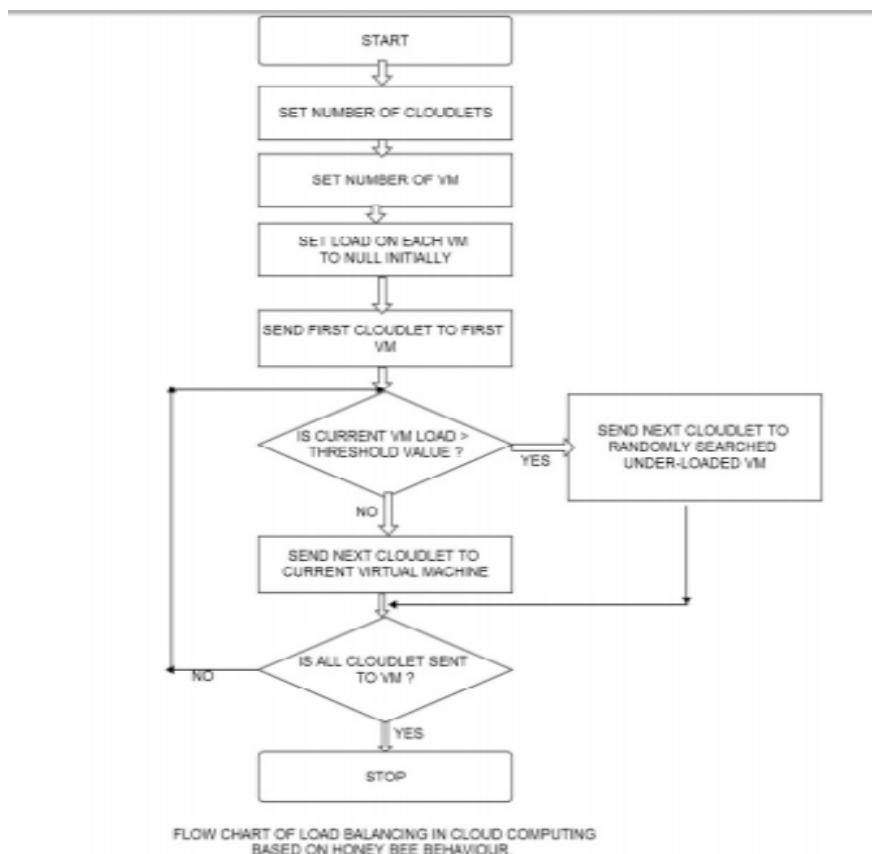 START
SET NUMBER OF CLOUDLETS
SET NUMBER OF VM
SET LOAD ON EACH VM
TO NULL INITIALLY
SEND FIRST CLOUDLET TO FIRST
VM
IS CURRENT VM LOAD >
THRESHOLD VALUE ?
YES
SEND NEXT CLOUDLET TO
RANDOMLY SEARCHED
UNDER-LOADED VM
NO
SEND NEXT CLOUDLET TO
CURRENT VIRTUAL MACHINE
IS ALL CLOUDLET SENT
TO VM ?
NO
YES
STOP
FLOW CHART OF LOAD BALANCING IN CLOUD COMPUTING
BASED ON HONEY BEE BEHAVIOUR.